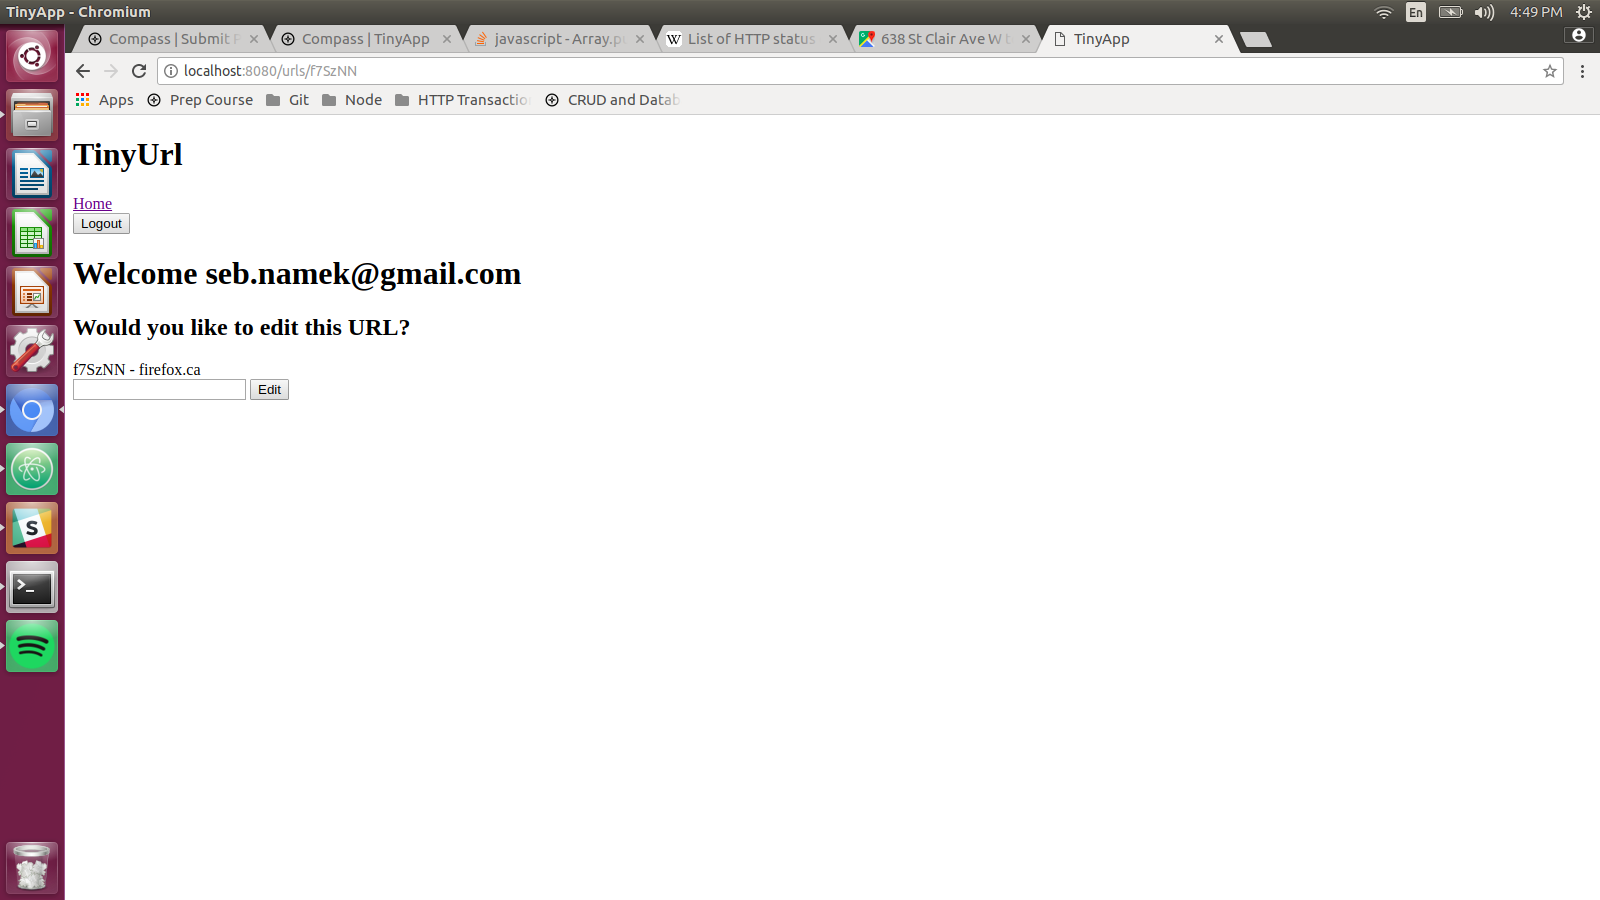 TinyApp - Chromium
En
4:49 PM
Compass | Submit
Compass | TinyApp
javascript - Array.
List of HTTP status
638 St Clair Ave W
TinyApp
localhost:8080/urls/f7SzNN
Apps
Prep Course
Git
Node
HTTP Transactio
CRUD and Datab
TinyUrl
Home
Logout
Welcome seb.namek@gmail.com
Would you like to edit this URL?
f7SzNN - firefox.ca
Edit